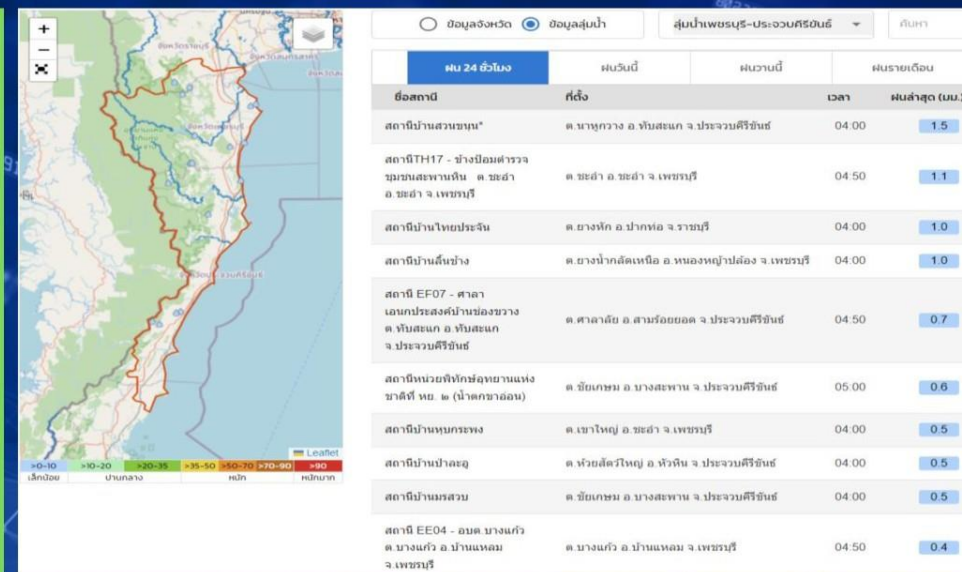 ข้อมูลจังหวัด ข้อมูลลุ่มน้ำ ลุ่มน้ำเพชรบุรี-ประจวบคีรีขันธ์ ค้นหา
ฝน 24 ชั่วโมง ฝนวันนี้ ฝนวานนี้ ฝนรายเดือน
ชื่อสถานี ที่ตั้ง เวลา ฝนล่าสุด (มม.)
สถานีบ้านสวนขนุน* ต.นาหูกวาง อ.ทับสะแก จ.ประจวบคีรีขันธ์ 04:00 1.5
สถานีTH17 - ข้างป้อมตำรวจ
ชุมชนสะพานหิน ต.ชะอำ
อ.ชะอำ จ.เพชรบุรี
ต.ชะอำ อ.ชะอำ จ.เพชรบุรี 04:50 1.1
สถานีบ้านไทยประจัน ต.ยางหัก อ.ปากท่อ จ.ราชบุรี 04:00 1.0
สถานีบ้านลิ้นช้าง ต.ยางน้ำกลัดเหนือ อ.หนองหญ้าปล้อง จ.เพชรบุรี 04:00 1.0
สถานี EF07 - ศาลา
เอนกประสงค์บ้านช่องขวาง
ต.ทับสะแก อ.ทับสะแก
จ.ประจวบคีรีขันธ์
ต.ศาลาลัย อ.สามร้อยยอด จ.ประจวบคีรีขันธ์ 04:50 0.7
สถานีหน่วยพิทักษ์อุทยานแห่ง
ชาติที่ หย. ๒ (น้ำตกขาอ่อน)
ต.ชัยเกษม อ.บางสะพาน จ.ประจวบคีรีขันธ์ 05:00 0.6
สถานีบ้านหุบกระพง ต.เขาใหญ่ อ.ชะอำ จ.เพชรบุรี 04:00 0.5
สถานีบ้านป่าละอู ต.ห้วยสัตว์ใหญ่ อ.หัวหิน จ.ประจวบคีรีขันธ์ 04:00 0.5
สถานีบ้านมรสวบ ต.ชัยเกษม อ.บางสะพาน จ.ประจวบคีรีขันธ์ 04:00 0.5
สถานี EE04 - อบต.บางแก้ว
ต.บางแก้ว อ.บ้านแหลม
จ.เพชรบุรี
ต.บางแก้ว อ.บ้านแหลม จ.เพชรบุรี 04:50 0.4
จังหวัดราชบุรี
จังหวัดประจวบคีรีขันธ์
Leaflet
>0-10 >10-20 >20-35 >35-50 >50-70 >70-90 >90
เล็กน้อย ปานกลาง หนัก หนักมาก